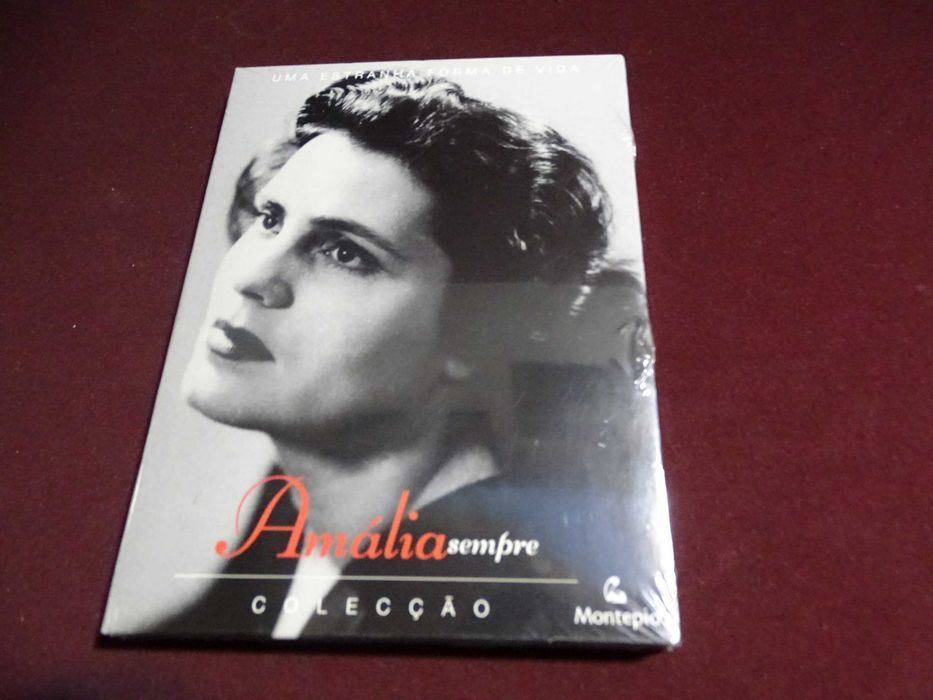 UMA ESTRANHA FORMA DE VIDA
Amália sempre
COLECÇÃO
Montepio